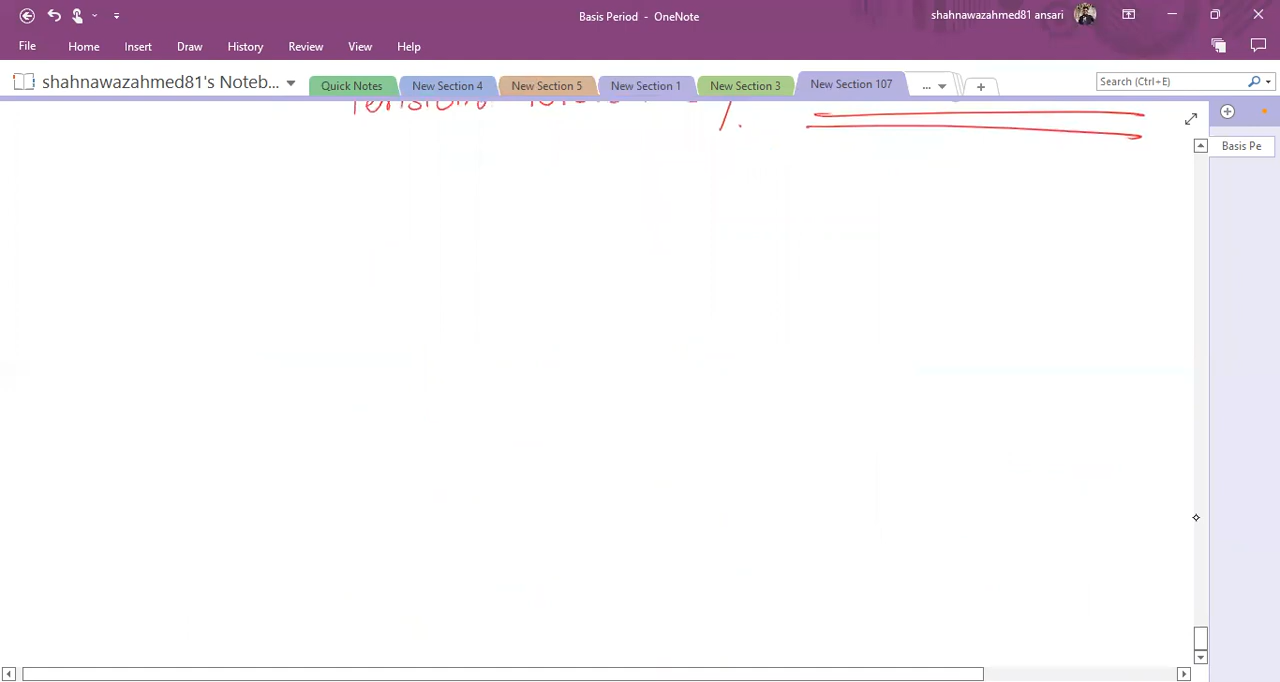 Basis Period - OneNote
shahnawazahmed81 ansari
File Home Insert Draw History Review View Help
shahnawazahmed81's Noteb...
Quick Notes New Section 4 New Section 5 New Section 1 New Section 3 New Section 107 ...
Search (Ctrl+E)
Basis Pe